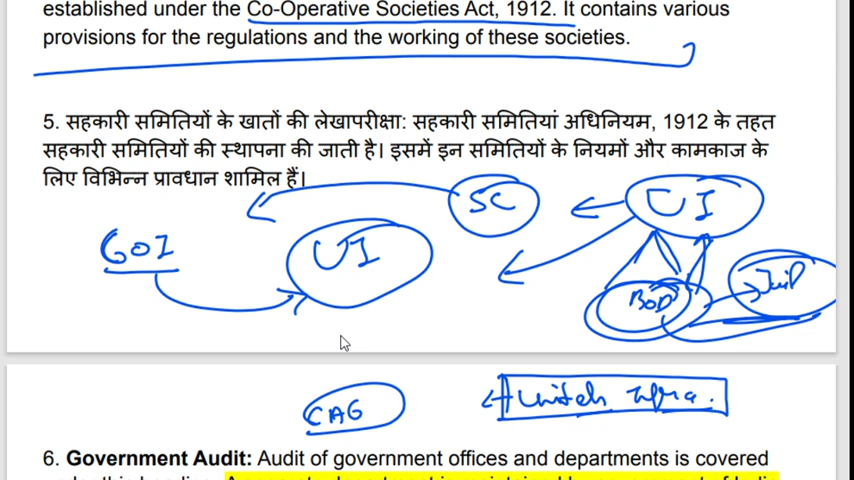 established under the Co-Operative Societies Act, 1912. It contains various
provisions for the regulations and the working of these societies.
5. सहकारी समितियों के खातों की लेखापरीक्षा: सहकारी समितियां अधिनियम, 1912 के तहत
सहकारी समितियों की स्थापना की जाती है। इसमें इन समितियों के नियमों और कामकाज के
लिए विभिन्न प्रावधान शामिल हैं।
SC UI
GOI UI
BOD
CAG
6. Government Audit: Audit of government offices and departments is covered